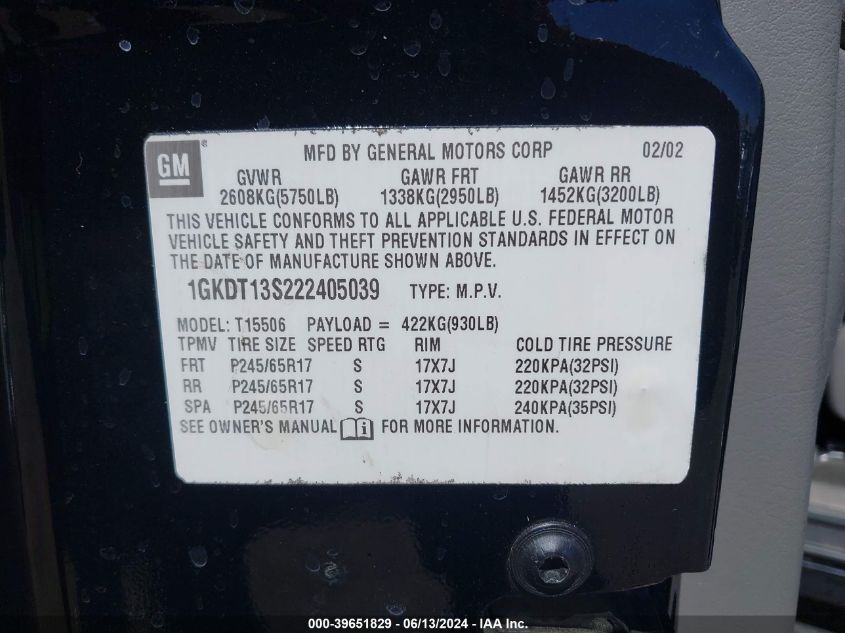 GM ®
MFD BY GENERAL MOTORS CORP 02/02
GVWR GAWR FRT GAWR RR
2608KG(5750LB) 1338KG(2950LB) 1452KG(3200LB)
THIS VEHICLE CONFORMS TO ALL APPLICABLE U.S. FEDERAL MOTOR
VEHICLE SAFETY AND THEFT PREVENTION STANDARDS IN EFFECT ON
THE DATE OF MANUFACTURE SHOWN ABOVE.
1GKDT13S222405039 TYPE: M.P.V.
MODEL: T15506 PAYLOAD = 422KG(930LB)
TPMV TIRE SIZE SPEED RTG RIM COLD TIRE PRESSURE
FRT P245/65R17 S 17X7J 220KPA(32PSI)
RR P245/65R17 S 17X7J 220KPA(32PSI)
SPA P245/65R17 S 17X7J 240KPA(35PSI)
SEE OWNER'S MANUAL i FOR MORE INFORMATION.
000-39651829 - 06/13/2024 - US.IAAI.COM